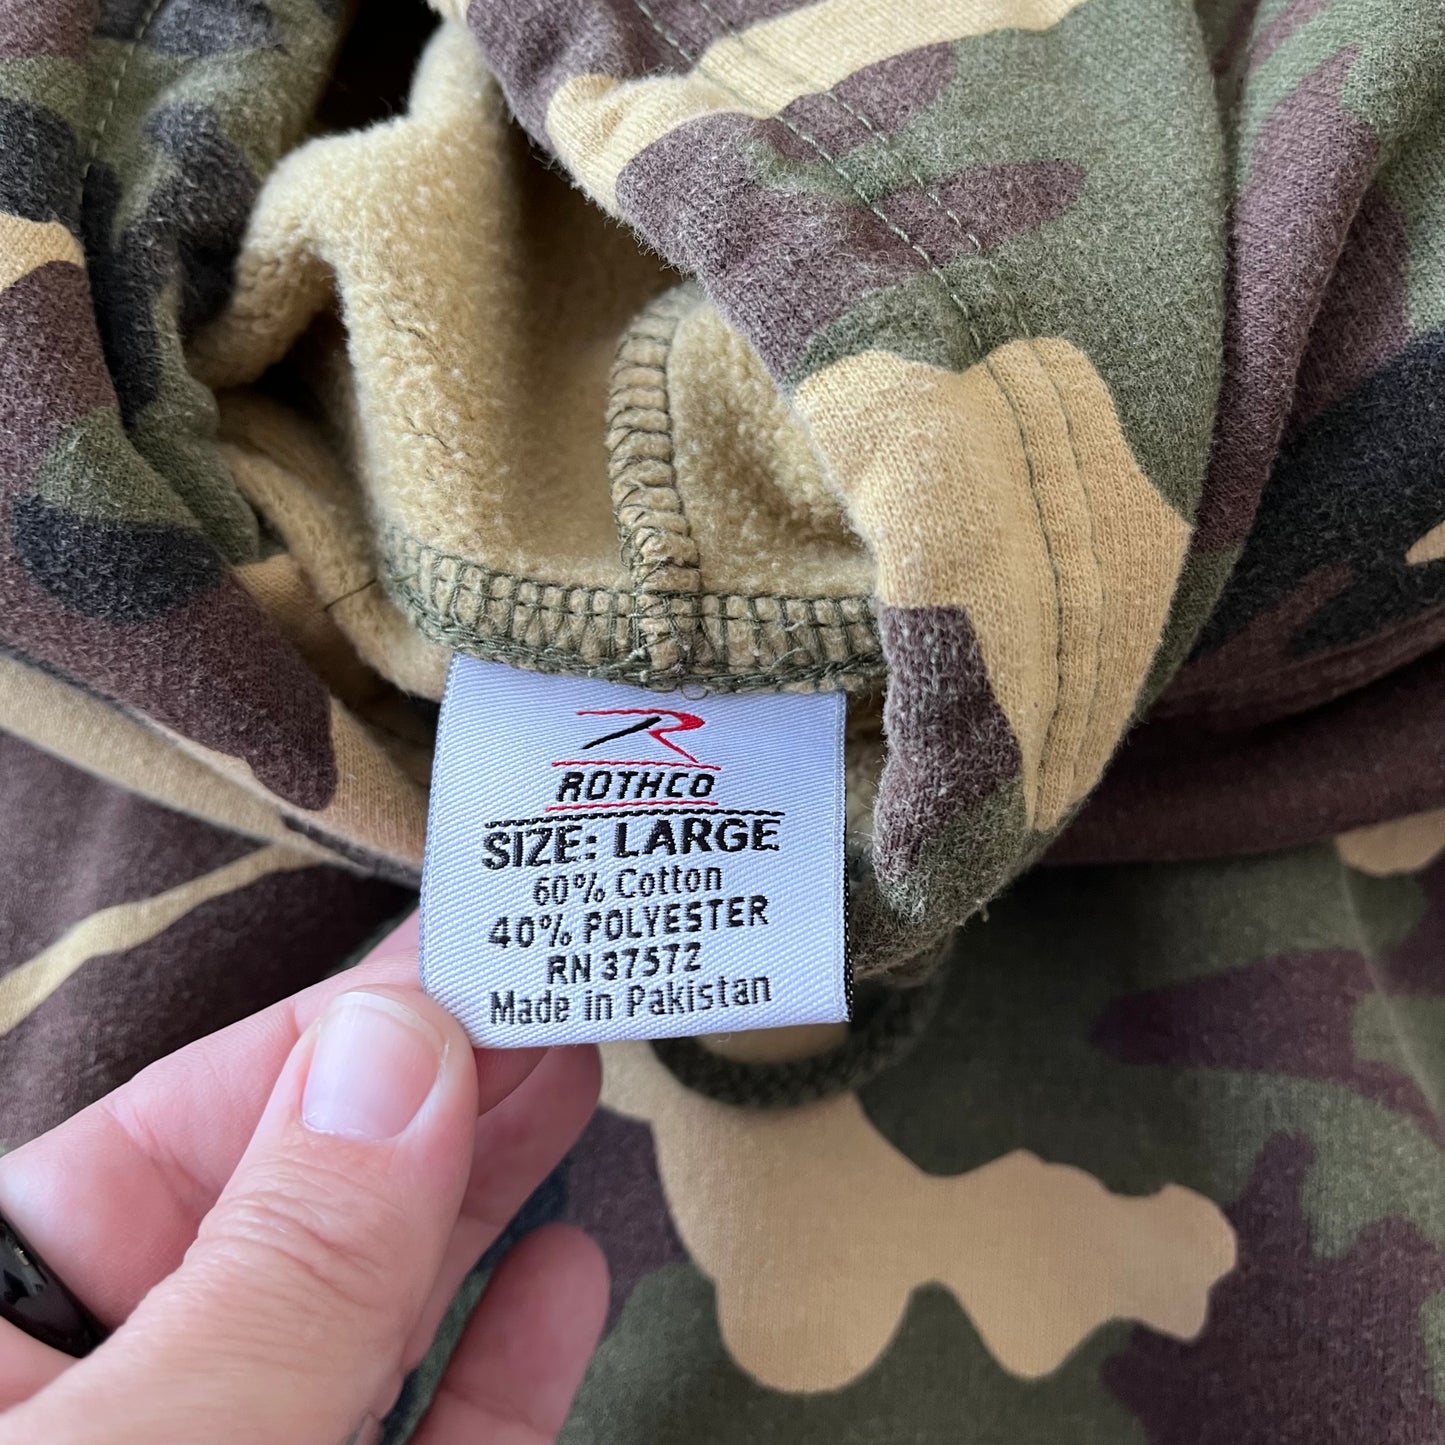 ROTHCO
SIZE: LARGE
60% Cotton
40% POLYESTER
RN 37572
Made in Pakistan